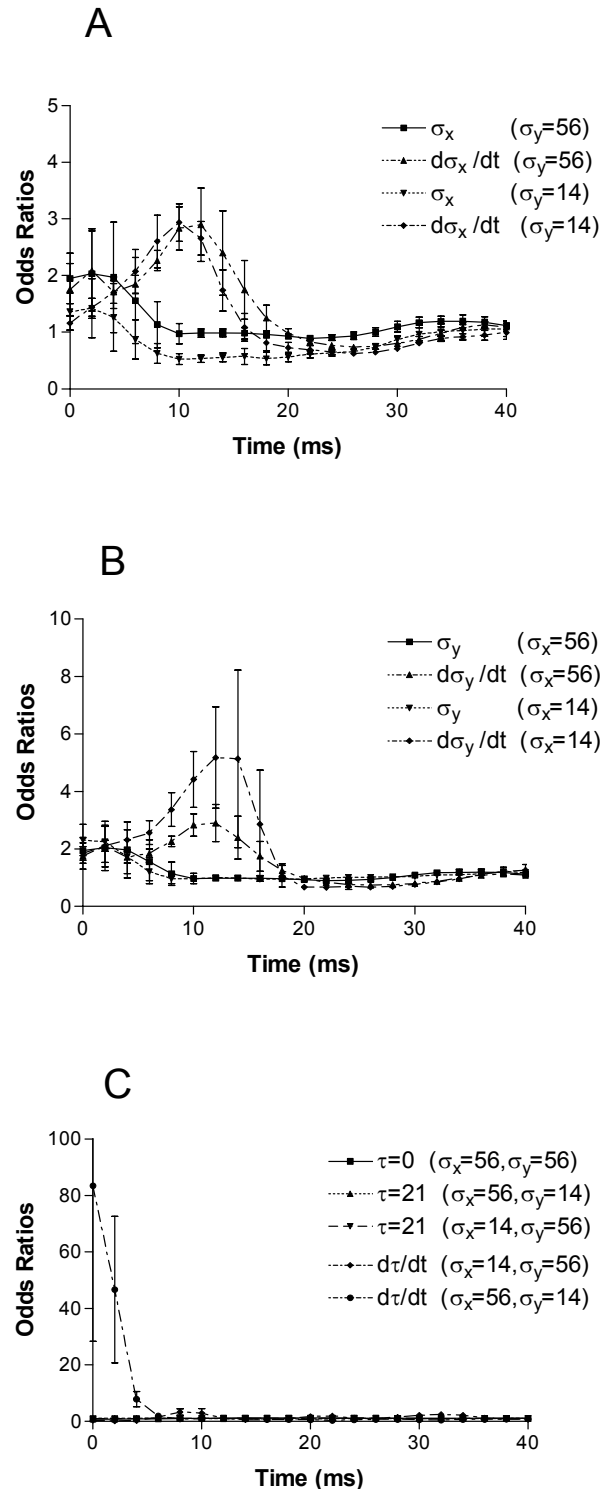 A
5
4
3
2
1
0
Odds Ratios
σx (σy=56)
dσx/dt (σy=56)
σx (σy=14)
dσx/dt (σy=14)
0 10 20 30 40
Time (ms)
B
10
8
6
4
2
0
Odds Ratios
σy (σx=56)
dσy/dt (σx=56)
σy (σx=14)
dσy/dt (σx=14)
0 10 20 30 40
Time (ms)
C
100
80
60
40
20
0
Odds Ratios
τ=0 (σx=56,σy=56)
τ=21 (σx=56,σy=14)
τ=21 (σx=14,σy=56)
dτ/dt (σx=14,σy=56)
dτ/dt (σx=56,σy=14)
0 10 20 30 40
Time (ms)